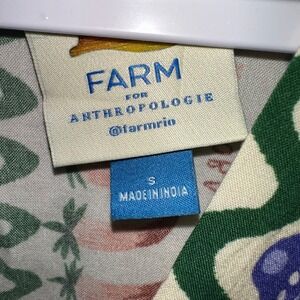 FARM
FOR
ANTHROPOLOGIE
@farmrio
S
MADE IN INDIA